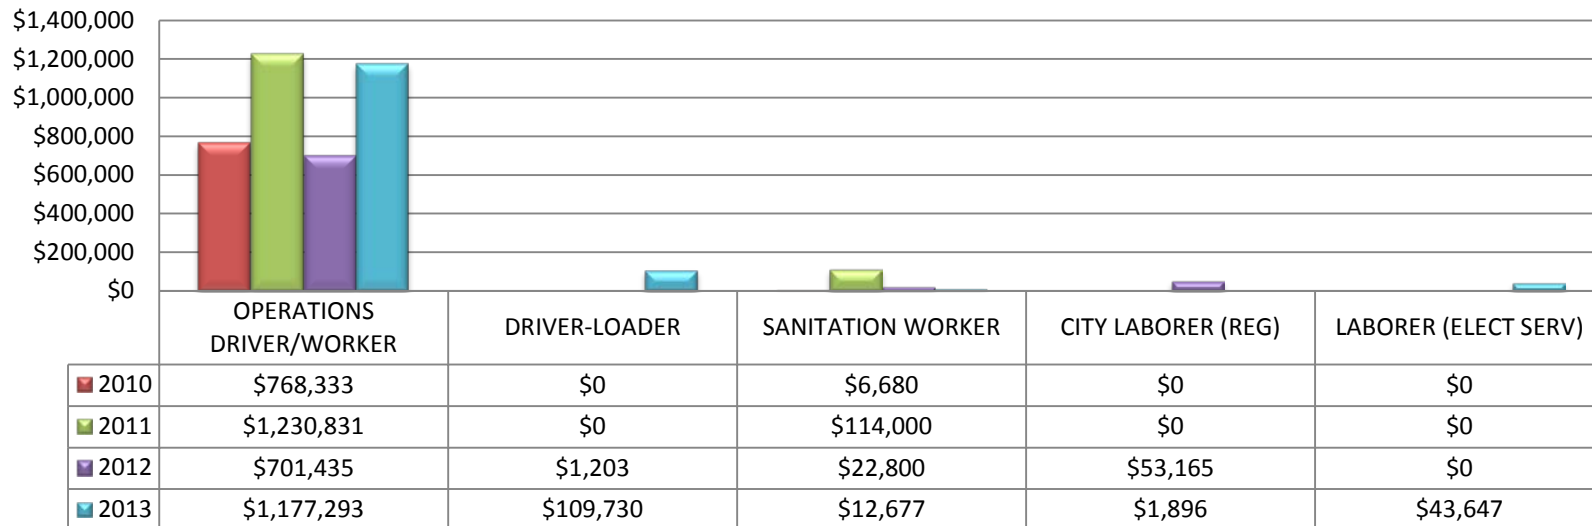 $1,400,000
$1,200,000
$1,000,000
$800,000
$600,000
$400,000
$200,000
$0
OPERATIONS DRIVER/WORKER DRIVER-LOADER SANITATION WORKER CITY LABORER (REG) LABORER (ELECT SERV)
2010 $768,333 $0 $6,680 $0 $0
2011 $1,230,831 $0 $114,000 $0 $0
2012 $701,435 $1,203 $22,800 $53,165 $0
2013 $1,177,293 $109,730 $12,677 $1,896 $43,647